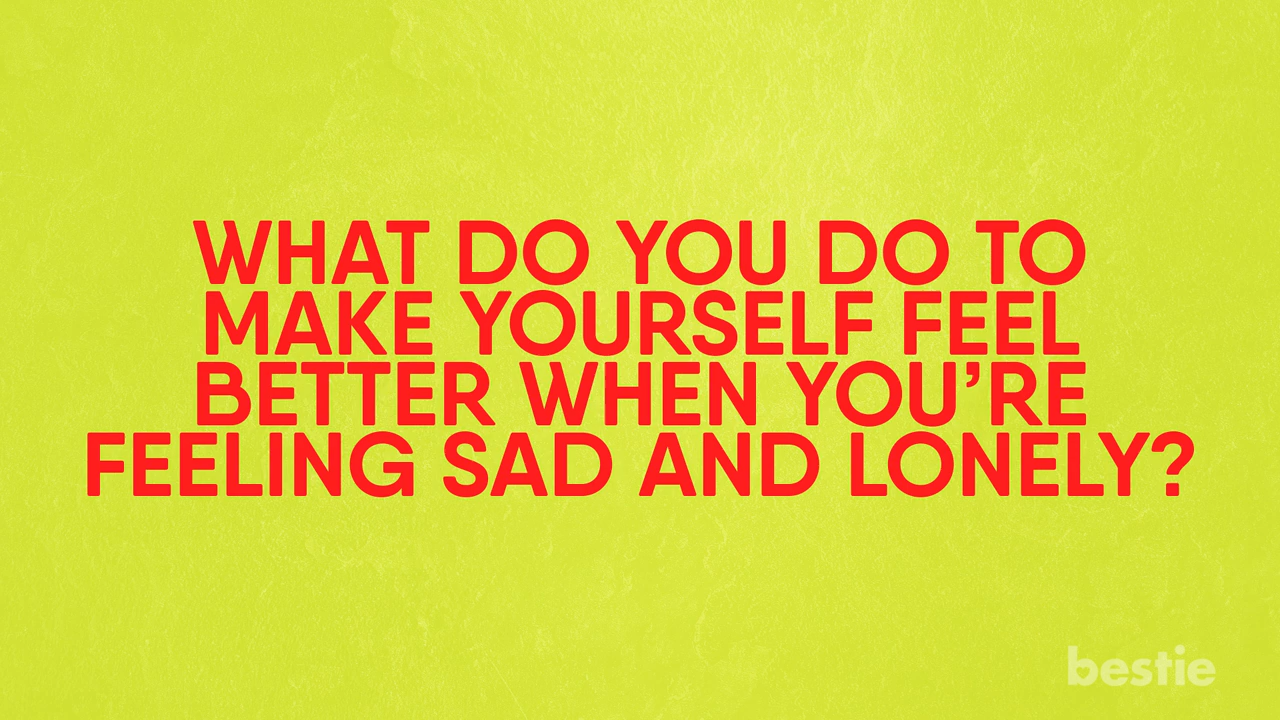 WHAT DO YOU DO TO
MAKE YOURSELF FEEL
BETTER WHEN YOU’RE
FEELING SAD AND LONELY?
bestie